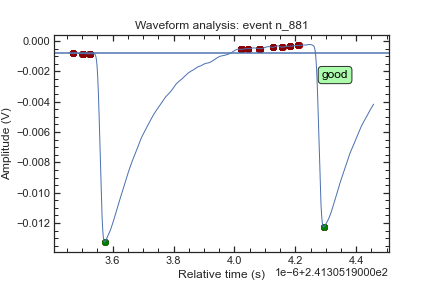 Waveform analysis: event n_881
Amplitude (V)
0.000
−0.002
−0.004
−0.006
−0.008
−0.010
−0.012
good
3.6
3.8
4.0
4.2
4.4
Relative time (s)
1e−6+2.4130519000e2